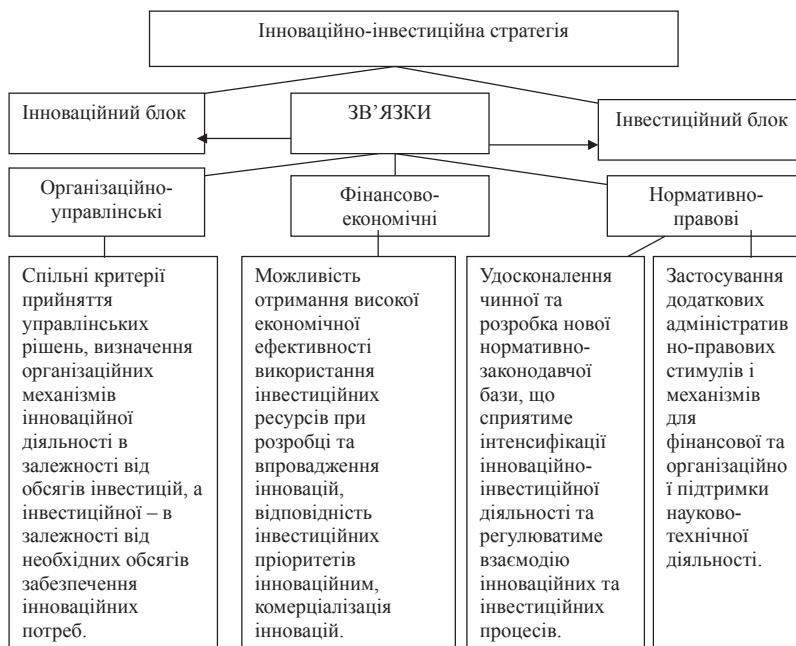 Інноваційно-інвестиційна стратегія
Інноваційний блок
ЗВ’ЯЗКИ
Інвестиційний блок
Організаційно-
управлінські
Фінансово-
економічні
Нормативно-
правові
Спільні критерії
прийняття
управлінських
рішень, визначення
організаційних
механізмів
інноваційної
діяльності в
залежності від
обсягів інвестицій, а
інвестиційної – в
залежності від
необхідних обсягів
забезпечення
інноваційних
потреб.
Можливість
отримання високої
економічної
ефективності
використання
інвестиційних
ресурсів при
розробці та
впровадження
інновацій,
відповідність
інвестиційних
пріоритетів
інноваційним,
комерціалізація
інновацій.
Удосконалення
чинної та
розробка нової
нормативно-
законодавчої
бази, що
сприятиме
інтенсифікації
інноваційно-
інвестиційної
діяльності та
регулюватиме
взаємодію
інноваційних та
інвестиційних
процесів.
Застосування
додаткових
адміністратив
но-правових
стимулів і
механізмів
для
фінансової та
організаційно
ї підтримки
науково-
технічної
діяльності.